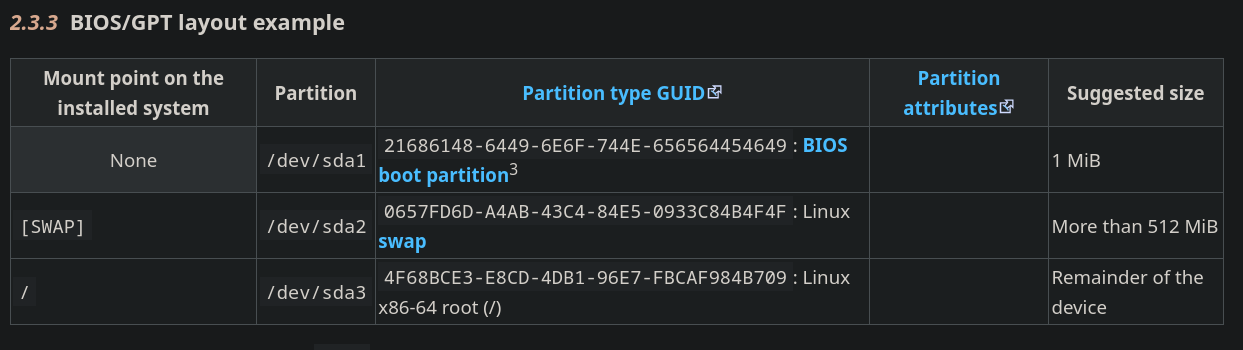 2.3.3 BIOS/GPT layout example
Mount point on the installed system Partition Partition type GUID Partition attributes Suggested size
None /dev/sda1 21686148-6449-6E6F-744E-656564454649 : BIOS boot partition3 1 MiB
[SWAP] /dev/sda2 0657FD6D-A4AB-43C4-84E5-0933C84B4F4F : Linux swap More than 512 MiB
/ /dev/sda3 4F68BCE3-E8CD-4DB1-96E7-FBCAF984B709 : Linux x86-64 root (/) Remainder of the device